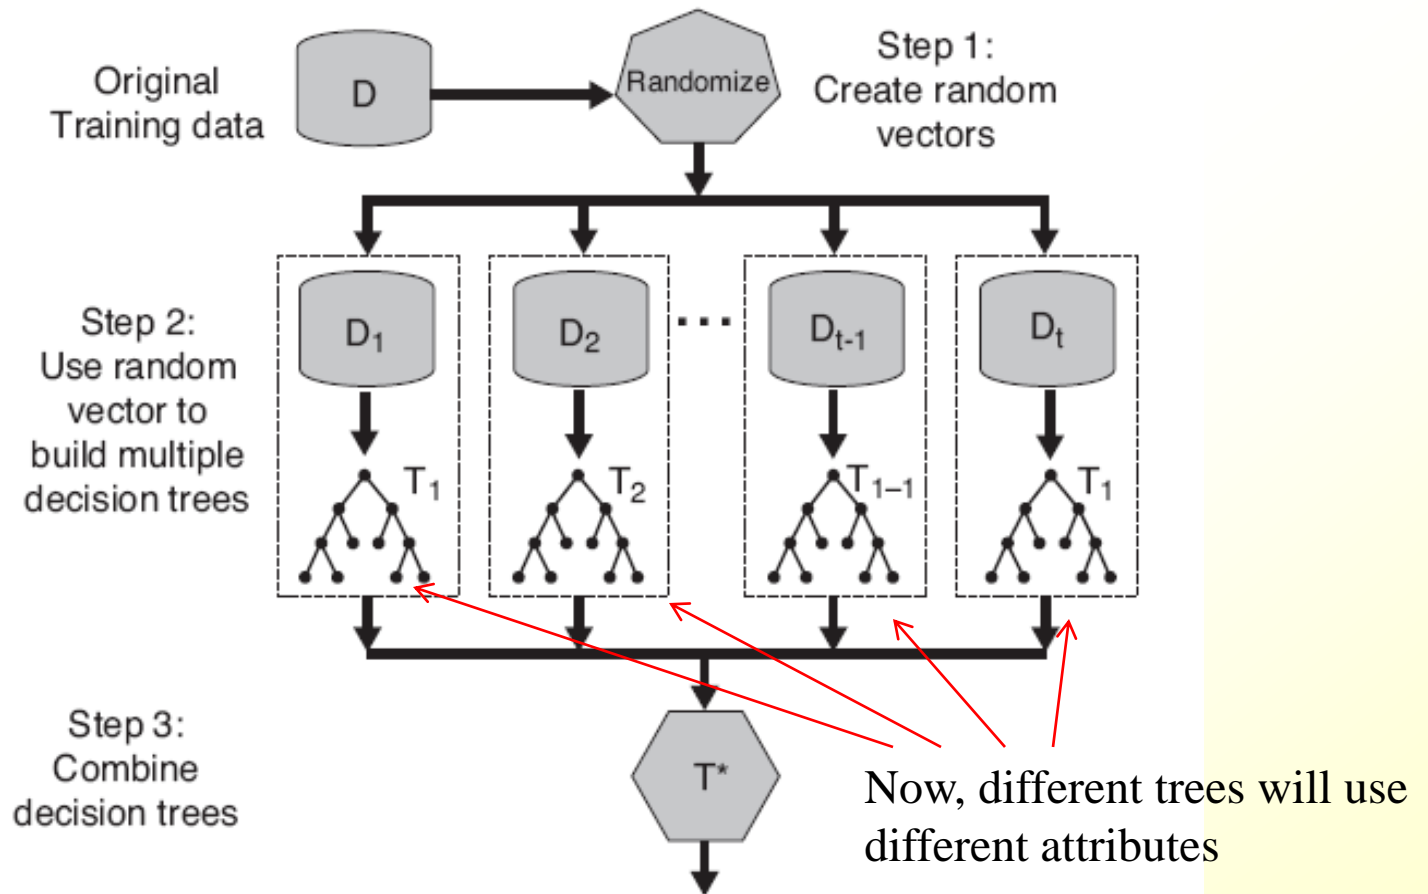 Original
Training data
D
Randomize
Step 1:
Create random
vectors
Step 2:
Use random
vector to
build multiple
decision trees
D1
D2
...
Dt-1
Dt
T1
T2
T1–1
T1
Step 3:
Combine
decision trees
T*
Now, different trees will use
different attributes